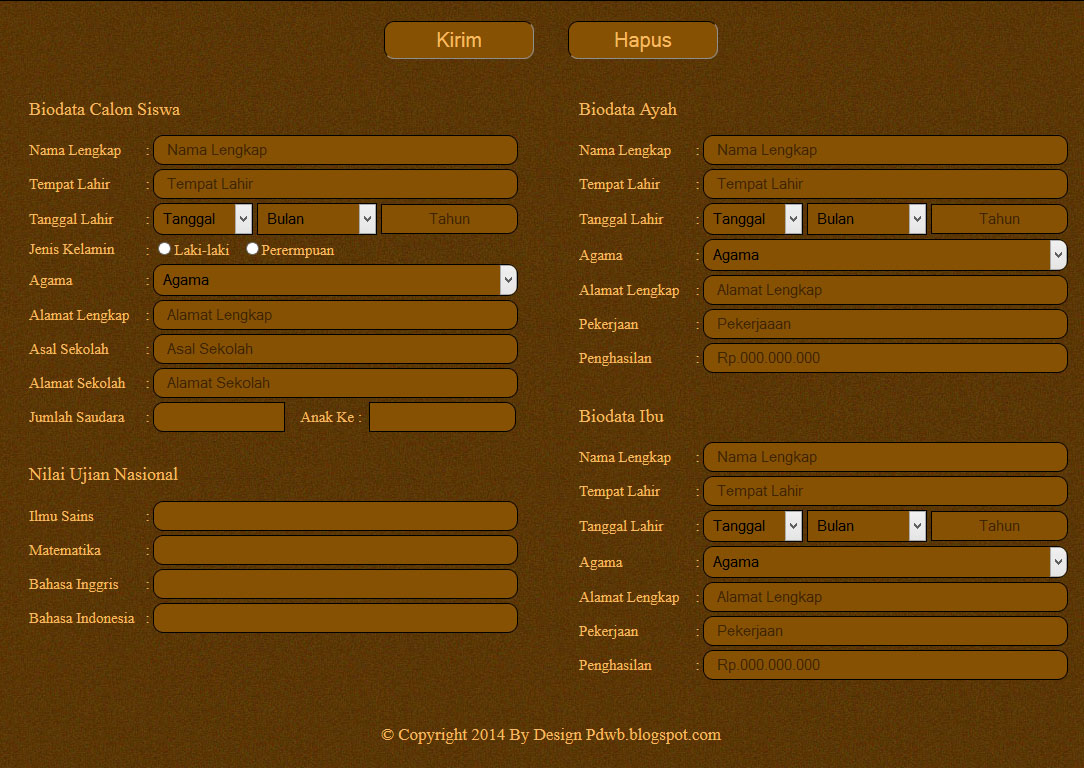 Kirim Hapus
Biodata Calon Siswa
Nama Lengkap : Nama Lengkap
Tempat Lahir : Tempat Lahir
Tanggal Lahir : Tanggal Bulan Tahun
Jenis Kelamin : Laki-laki Perermpuan
Agama : Agama
Alamat Lengkap : Alamat Lengkap
Asal Sekolah : Asal Sekolah
Alamat Sekolah : Alamat Sekolah
Jumlah Saudara : Anak Ke :
Nilai Ujian Nasional
Ilmu Sains :
Matematika :
Bahasa Inggris :
Bahasa Indonesia :
Biodata Ayah
Nama Lengkap : Nama Lengkap
Tempat Lahir : Tempat Lahir
Tanggal Lahir : Tanggal Bulan Tahun
Agama : Agama
Alamat Lengkap : Alamat Lengkap
Pekerjaan : Pekerjaaan
Penghasilan : Rp.000.000.000
Biodata Ibu
Nama Lengkap : Nama Lengkap
Tempat Lahir : Tempat Lahir
Tanggal Lahir : Tanggal Bulan Tahun
Agama : Agama
Alamat Lengkap : Alamat Lengkap
Pekerjaan : Pekerjaan
Penghasilan : Rp.000.000.000
© Copyright 2014 By Design Pdwb.blogspot.com